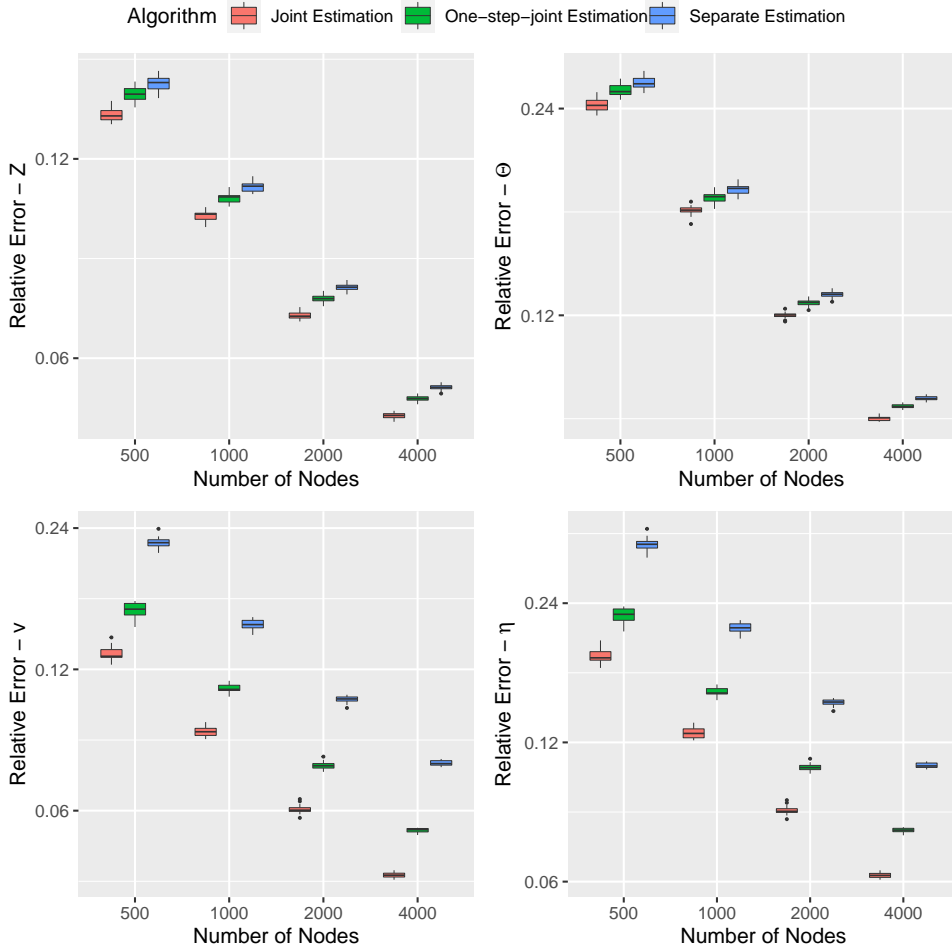 Algorithm Joint Estimation One-step-joint Estimation Separate Estimation
Relative Error - Z
0.12
0.06
500 1000 2000 4000
Number of Nodes
Relative Error - Θ
0.24
0.12
500 1000 2000 4000
Number of Nodes
Relative Error - v
0.24
0.12
0.06
500 1000 2000 4000
Number of Nodes
Relative Error - η
0.24
0.12
0.06
500 1000 2000 4000
Number of Nodes